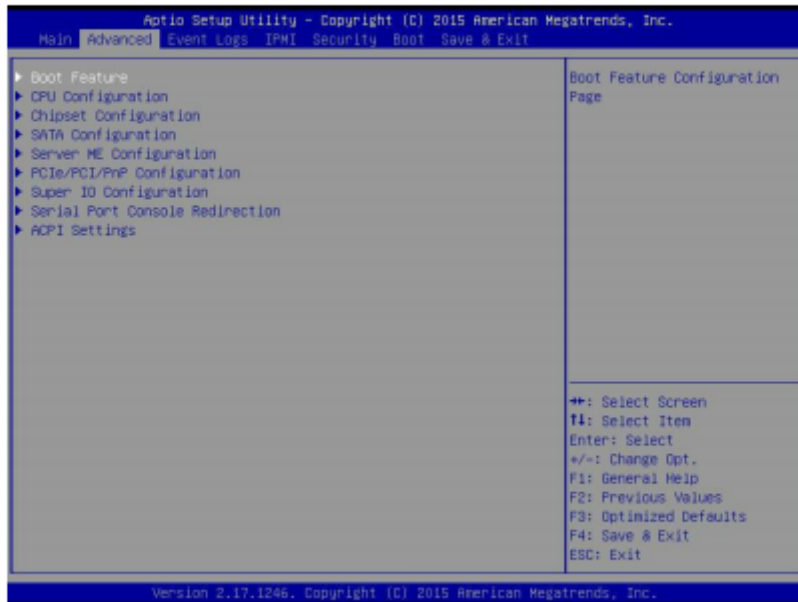 Aptio Setup Utility - Copyright (C) 2015 American Megatrends, Inc.
Main Advanced Event Logs IPMI Security Boot Save & Exit
▶ Boot Feature
▶ CPU Configuration
▶ Chipset Configuration
▶ SATA Configuration
▶ Server ME Configuration
▶ PCIe/PCI/PnP Configuration
▶ Super IO Configuration
▶ Serial Port Console Redirection
▶ ACPI Settings
Boot Feature Configuration
Page
→←: Select Screen
↑↓: Select Item
Enter: Select
+/-: Change Opt.
F1: General Help
F2: Previous Values
F3: Optimized Defaults
F4: Save & Exit
ESC: Exit
Version 2.17.1246. Copyright (C) 2015 American Megatrends, Inc.